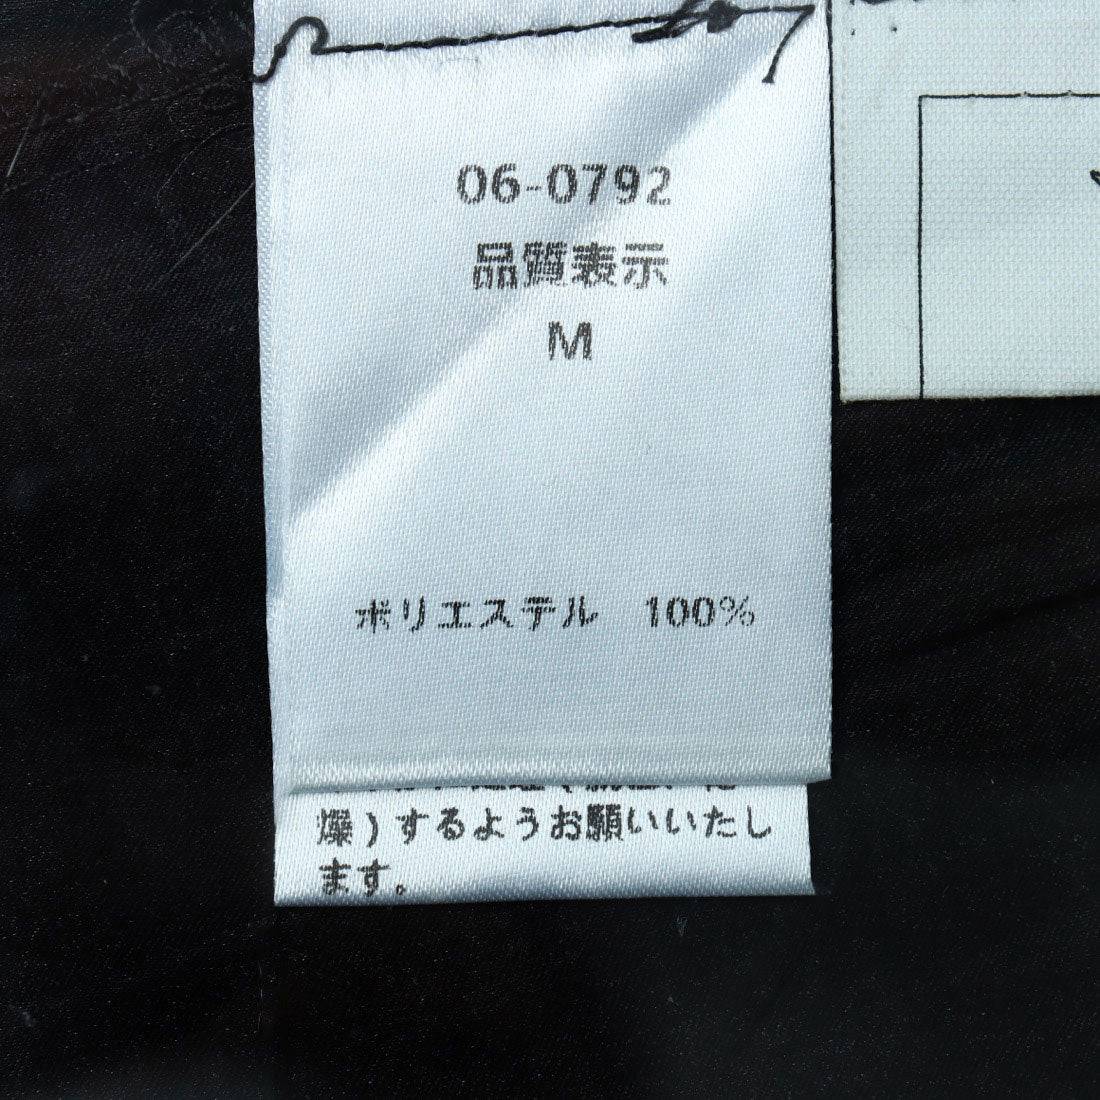 06-0792
品質表示
M
ポリエステル 100%
燥)するようお願いいたし
ます。